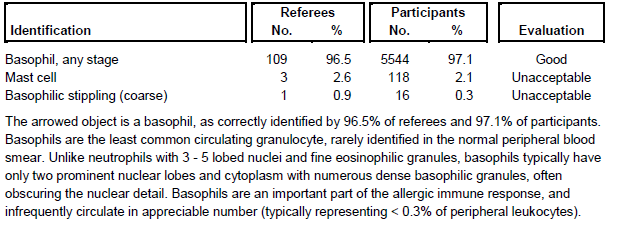 Referees Participants
Identification No. % No. % Evaluation
Basophil, any stage 109 96.5 5544 97.1 Good
Mast cell 3 2.6 118 2.1 Unacceptable
Basophilic stippling (coarse) 1 0.9 16 0.3 Unacceptable
The arrowed object is a basophil, as correctly identified by 96.5% of referees and 97.1% of participants.
Basophils are the least common circulating granulocyte, rarely identified in the normal peripheral blood
smear. Unlike neutrophils with 3 - 5 lobed nuclei and fine eosinophilic granules, basophils typically have
only two prominent nuclear lobes and cytoplasm with numerous dense basophilic granules, often
obscuring the nuclear detail. Basophils are an important part of the allergic immune response, and
infrequently circulate in appreciable number (typically representing < 0.3% of peripheral leukocytes).